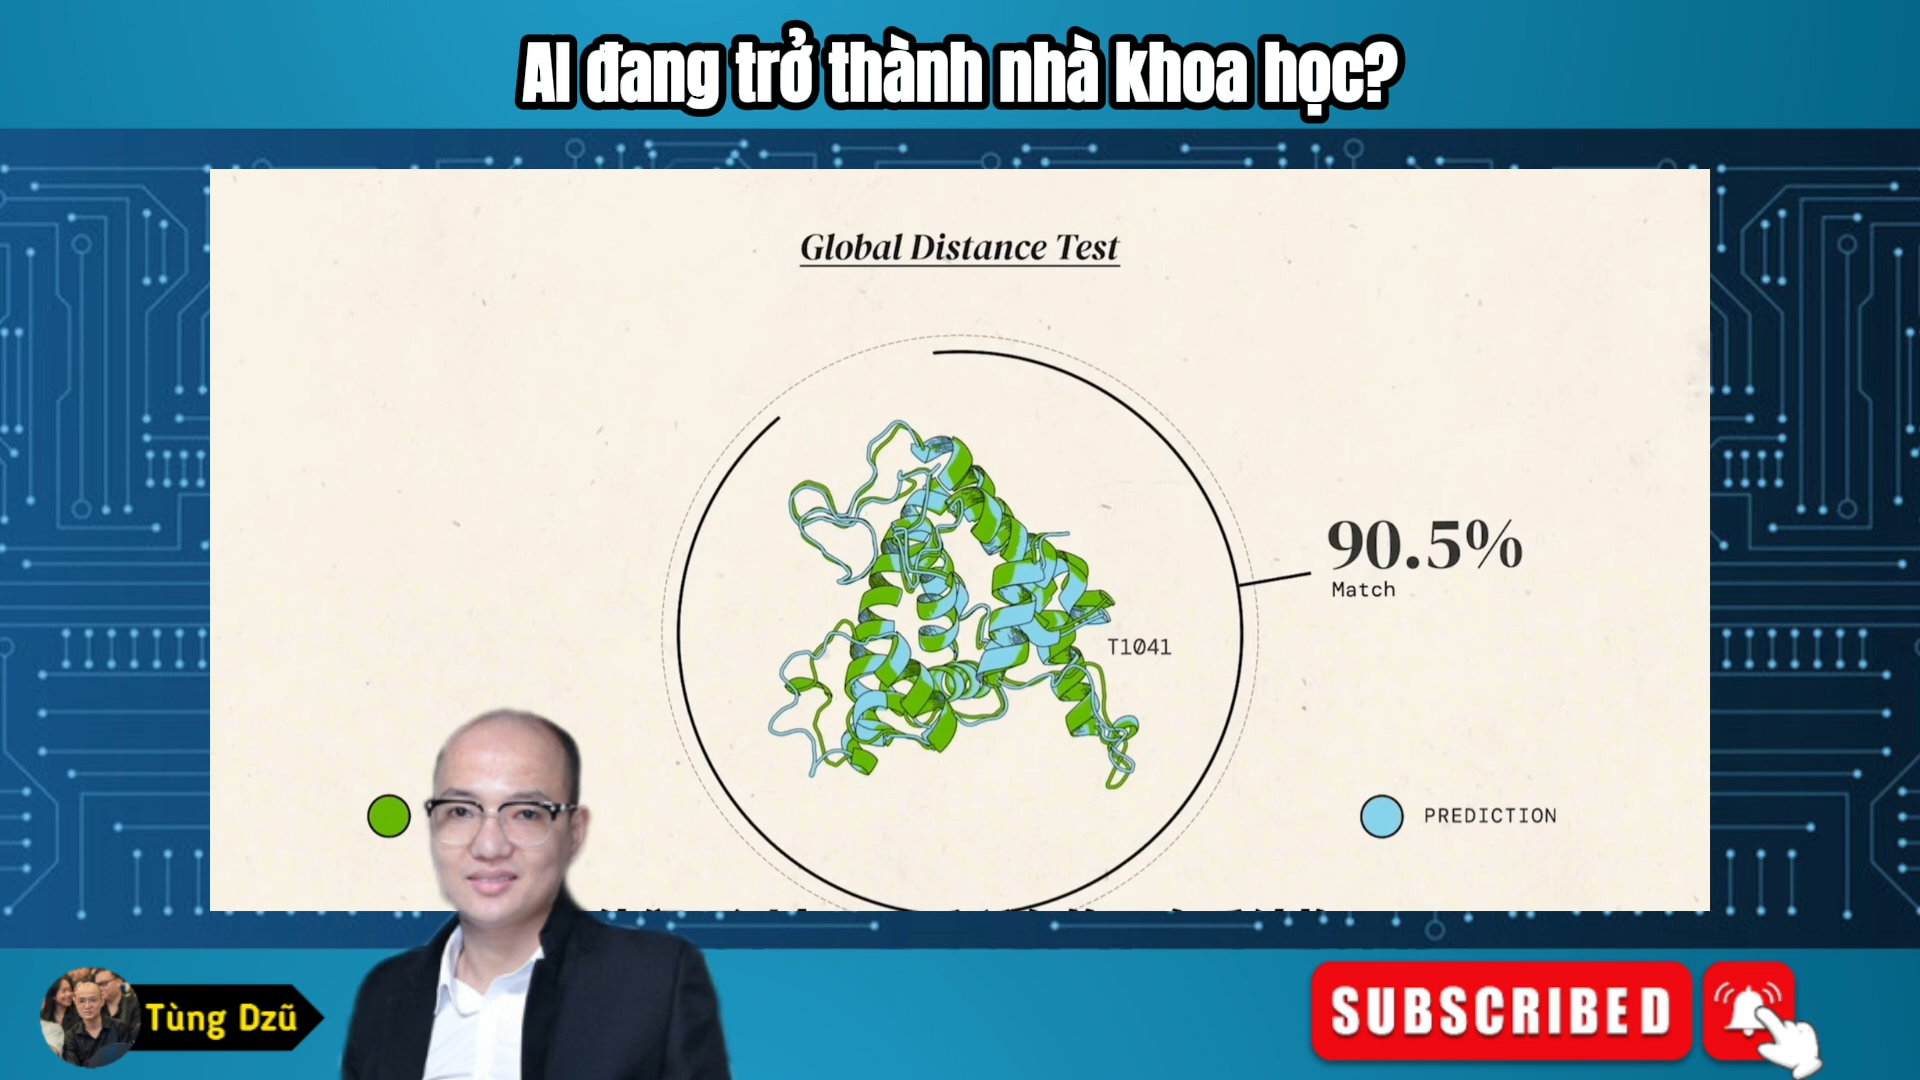 AI đang trở thành nhà khoa học?
Global Distance Test
90.5%
Match
T1041
PREDICTION
Tùng Dzũ
SUBSCRIBED